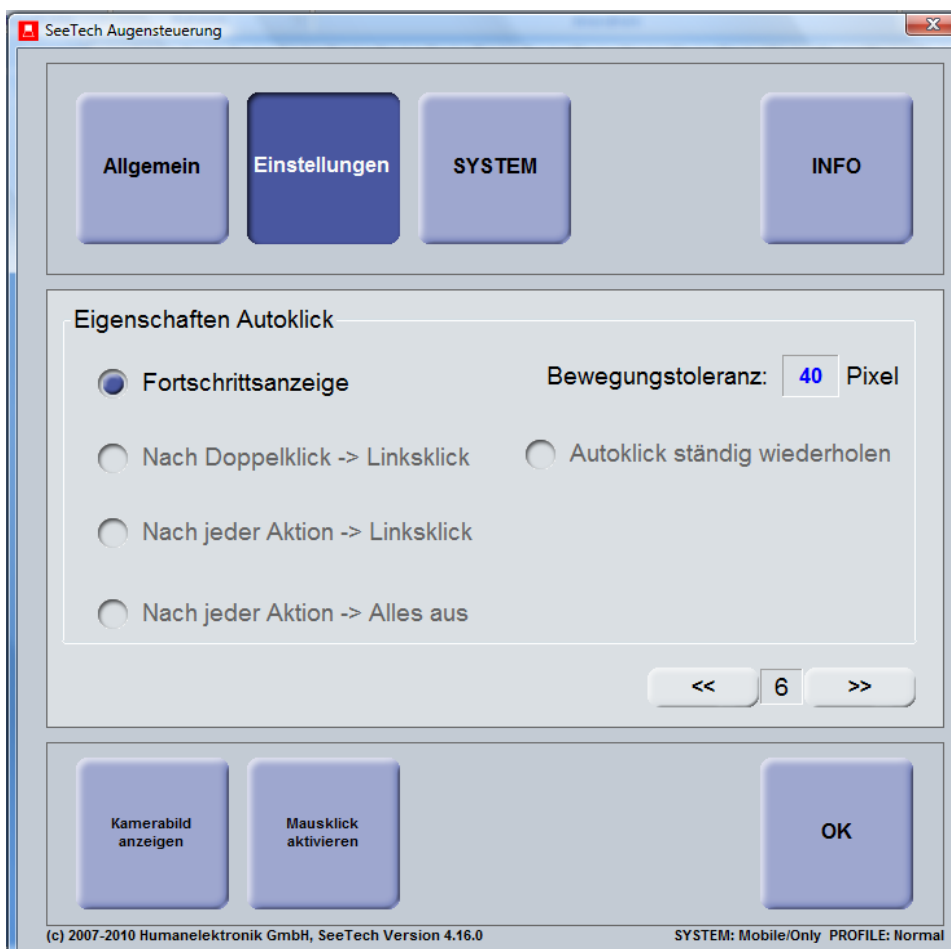 SeeTech Augensteuerung
Allgemein
Einstellungen
SYSTEM
INFO
Eigenschaften Autoklick
Fortschrittsanzeige
Bewegungstoleranz: 40 Pixel
Nach Doppelklick -> Linksklick
Autoklick ständig wiederholen
Nach jeder Aktion -> Linksklick
Nach jeder Aktion -> Alles aus
<< 6 >>
Kamerabild
anzeigen
Mausklick
aktivieren
OK
(c) 2007-2010 Humanelektronik GmbH, SeeTech Version 4.16.0
SYSTEM: Mobile/Only PROFILE: Normal